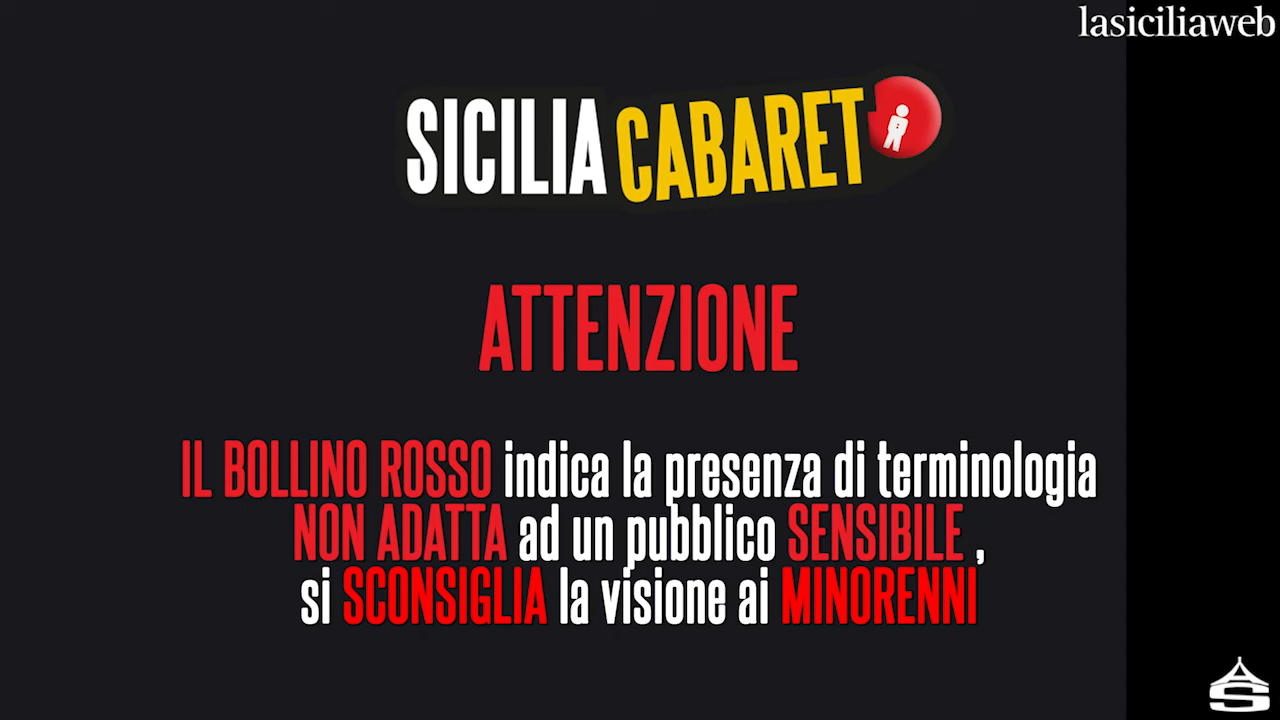 lasiciliaweb
SICILIA CABARET
ATTENZIONE
IL BOLLINO ROSSO indica la presenza di terminologia
NON ADATTA ad un pubblico SENSIBILE ,
si SCONSIGLIA la visione ai MINORENNI
AS